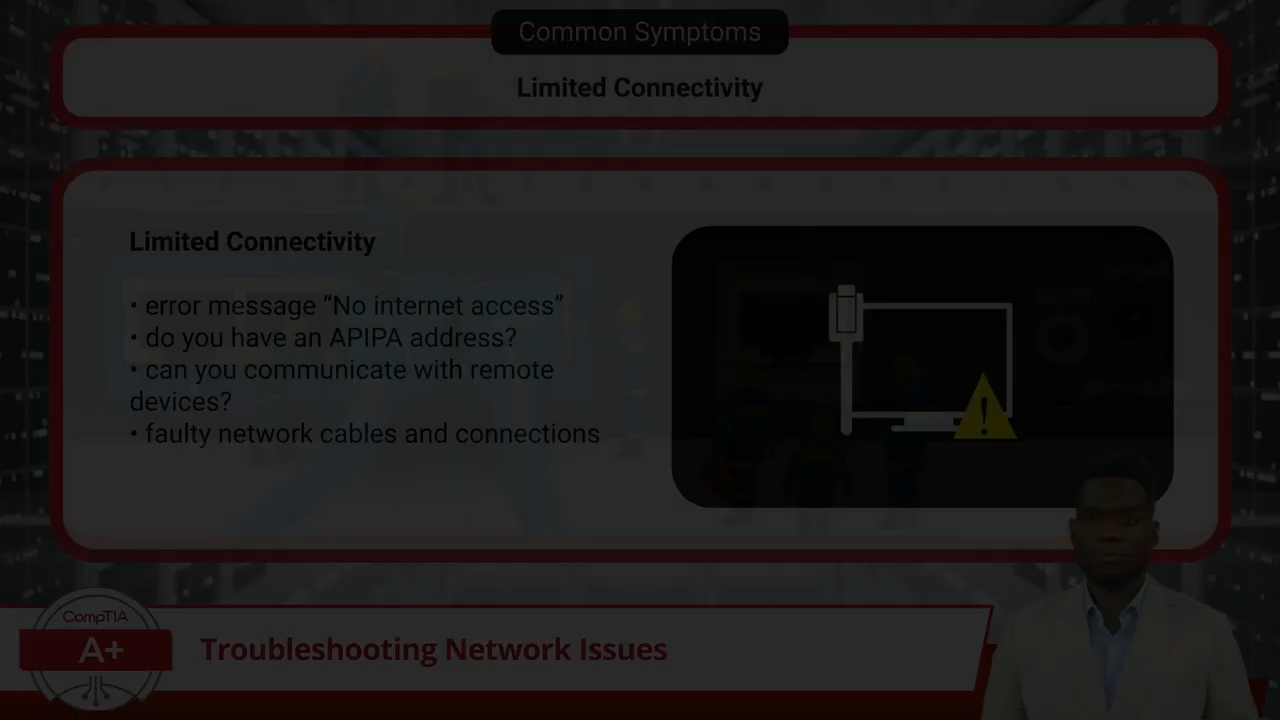 Common Symptoms
Limited Connectivity
Limited Connectivity
• error message “No internet access”
• do you have an APIPA address?
• can you communicate with remote
devices?
• faulty network cables and connections
CompTIA
A+
Troubleshooting Network Issues